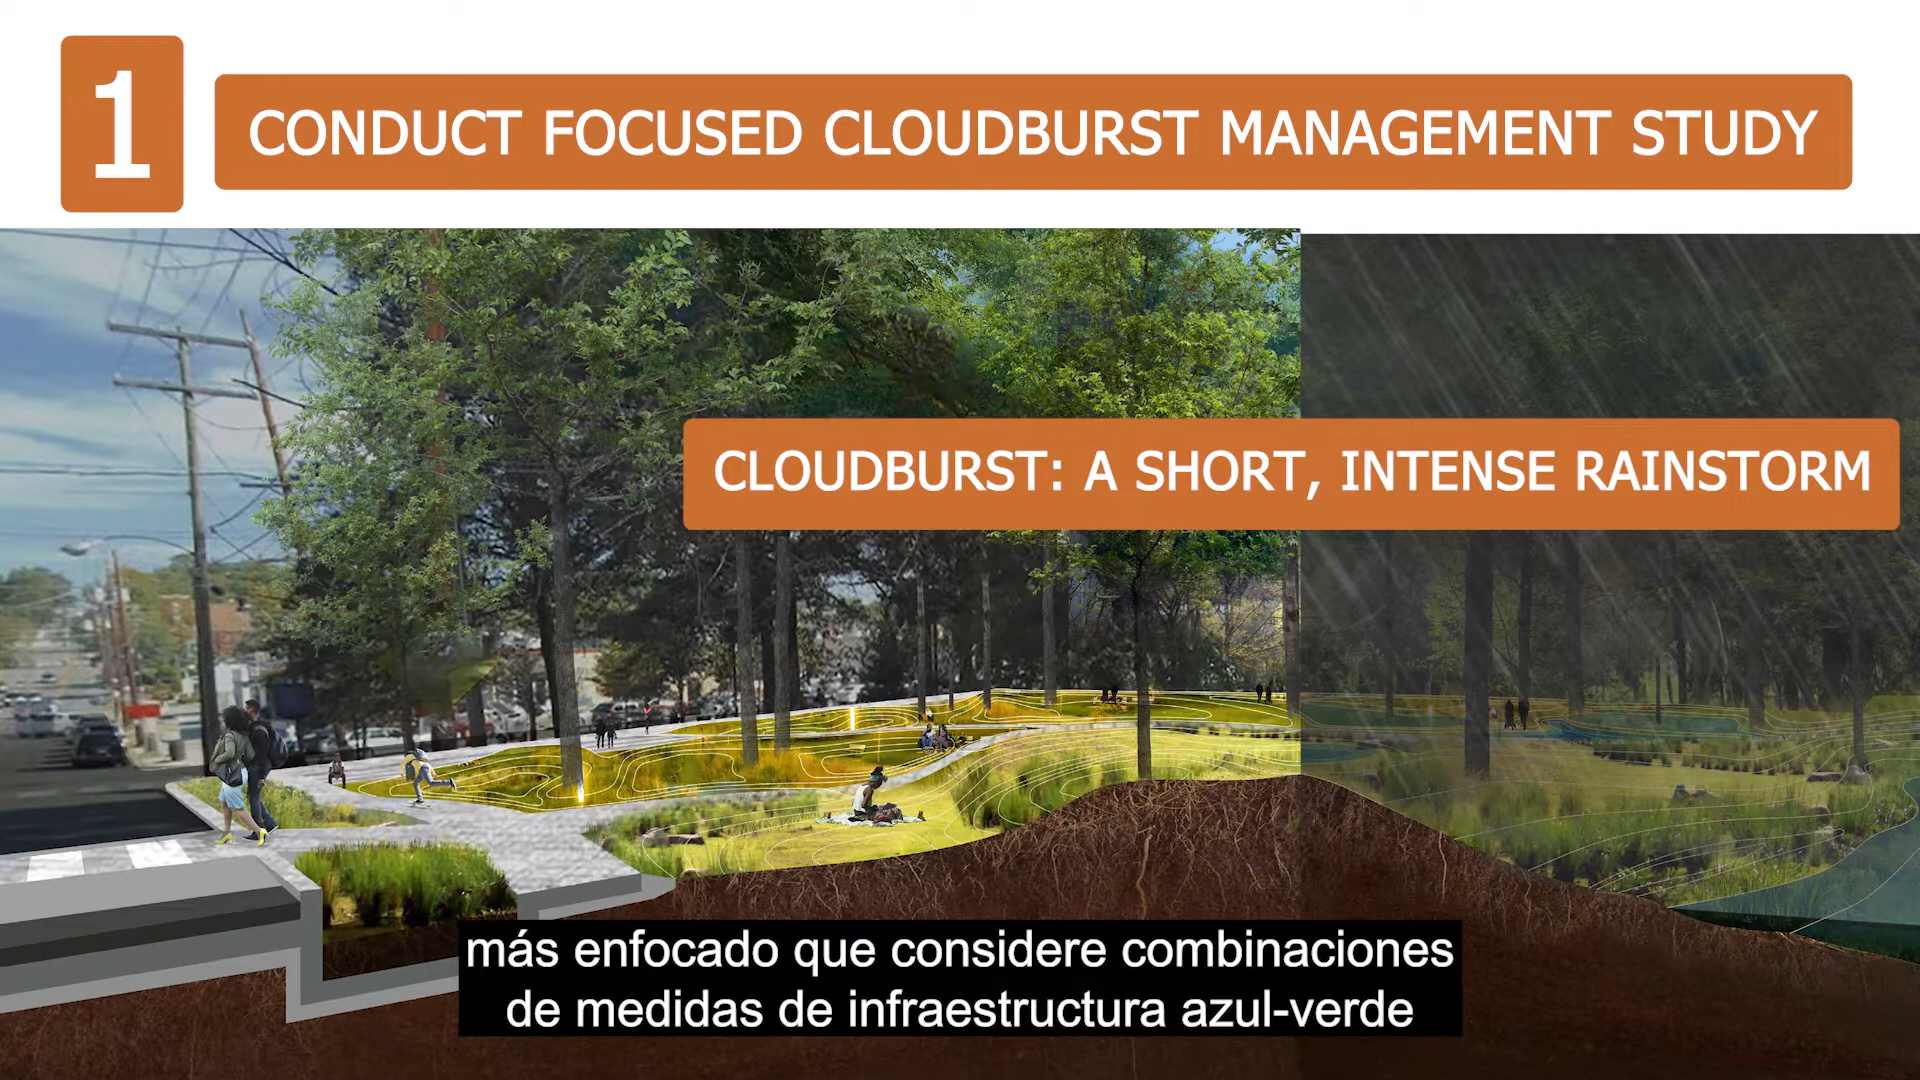 1
CONDUCT FOCUSED CLOUDBURST MANAGEMENT STUDY
CLOUDBURST: A SHORT, INTENSE RAINSTORM
más enfocado que considere combinaciones
de medidas de infraestructura azul-verde